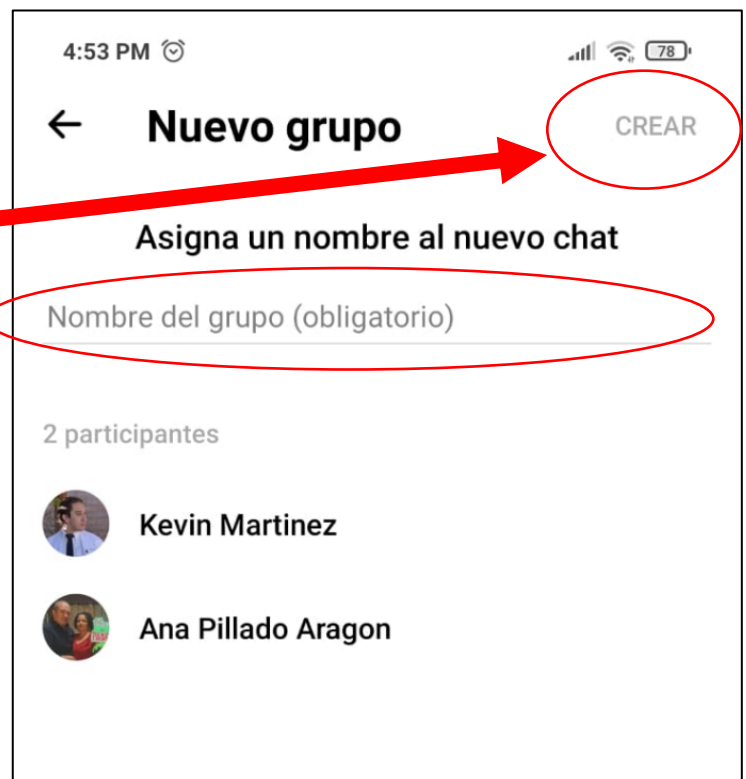 4:53 PM 78
Nuevo grupo CREAR
Asigna un nombre al nuevo chat
Nombre del grupo (obligatorio)
2 participantes
Kevin Martinez
Ana Pillado Aragon